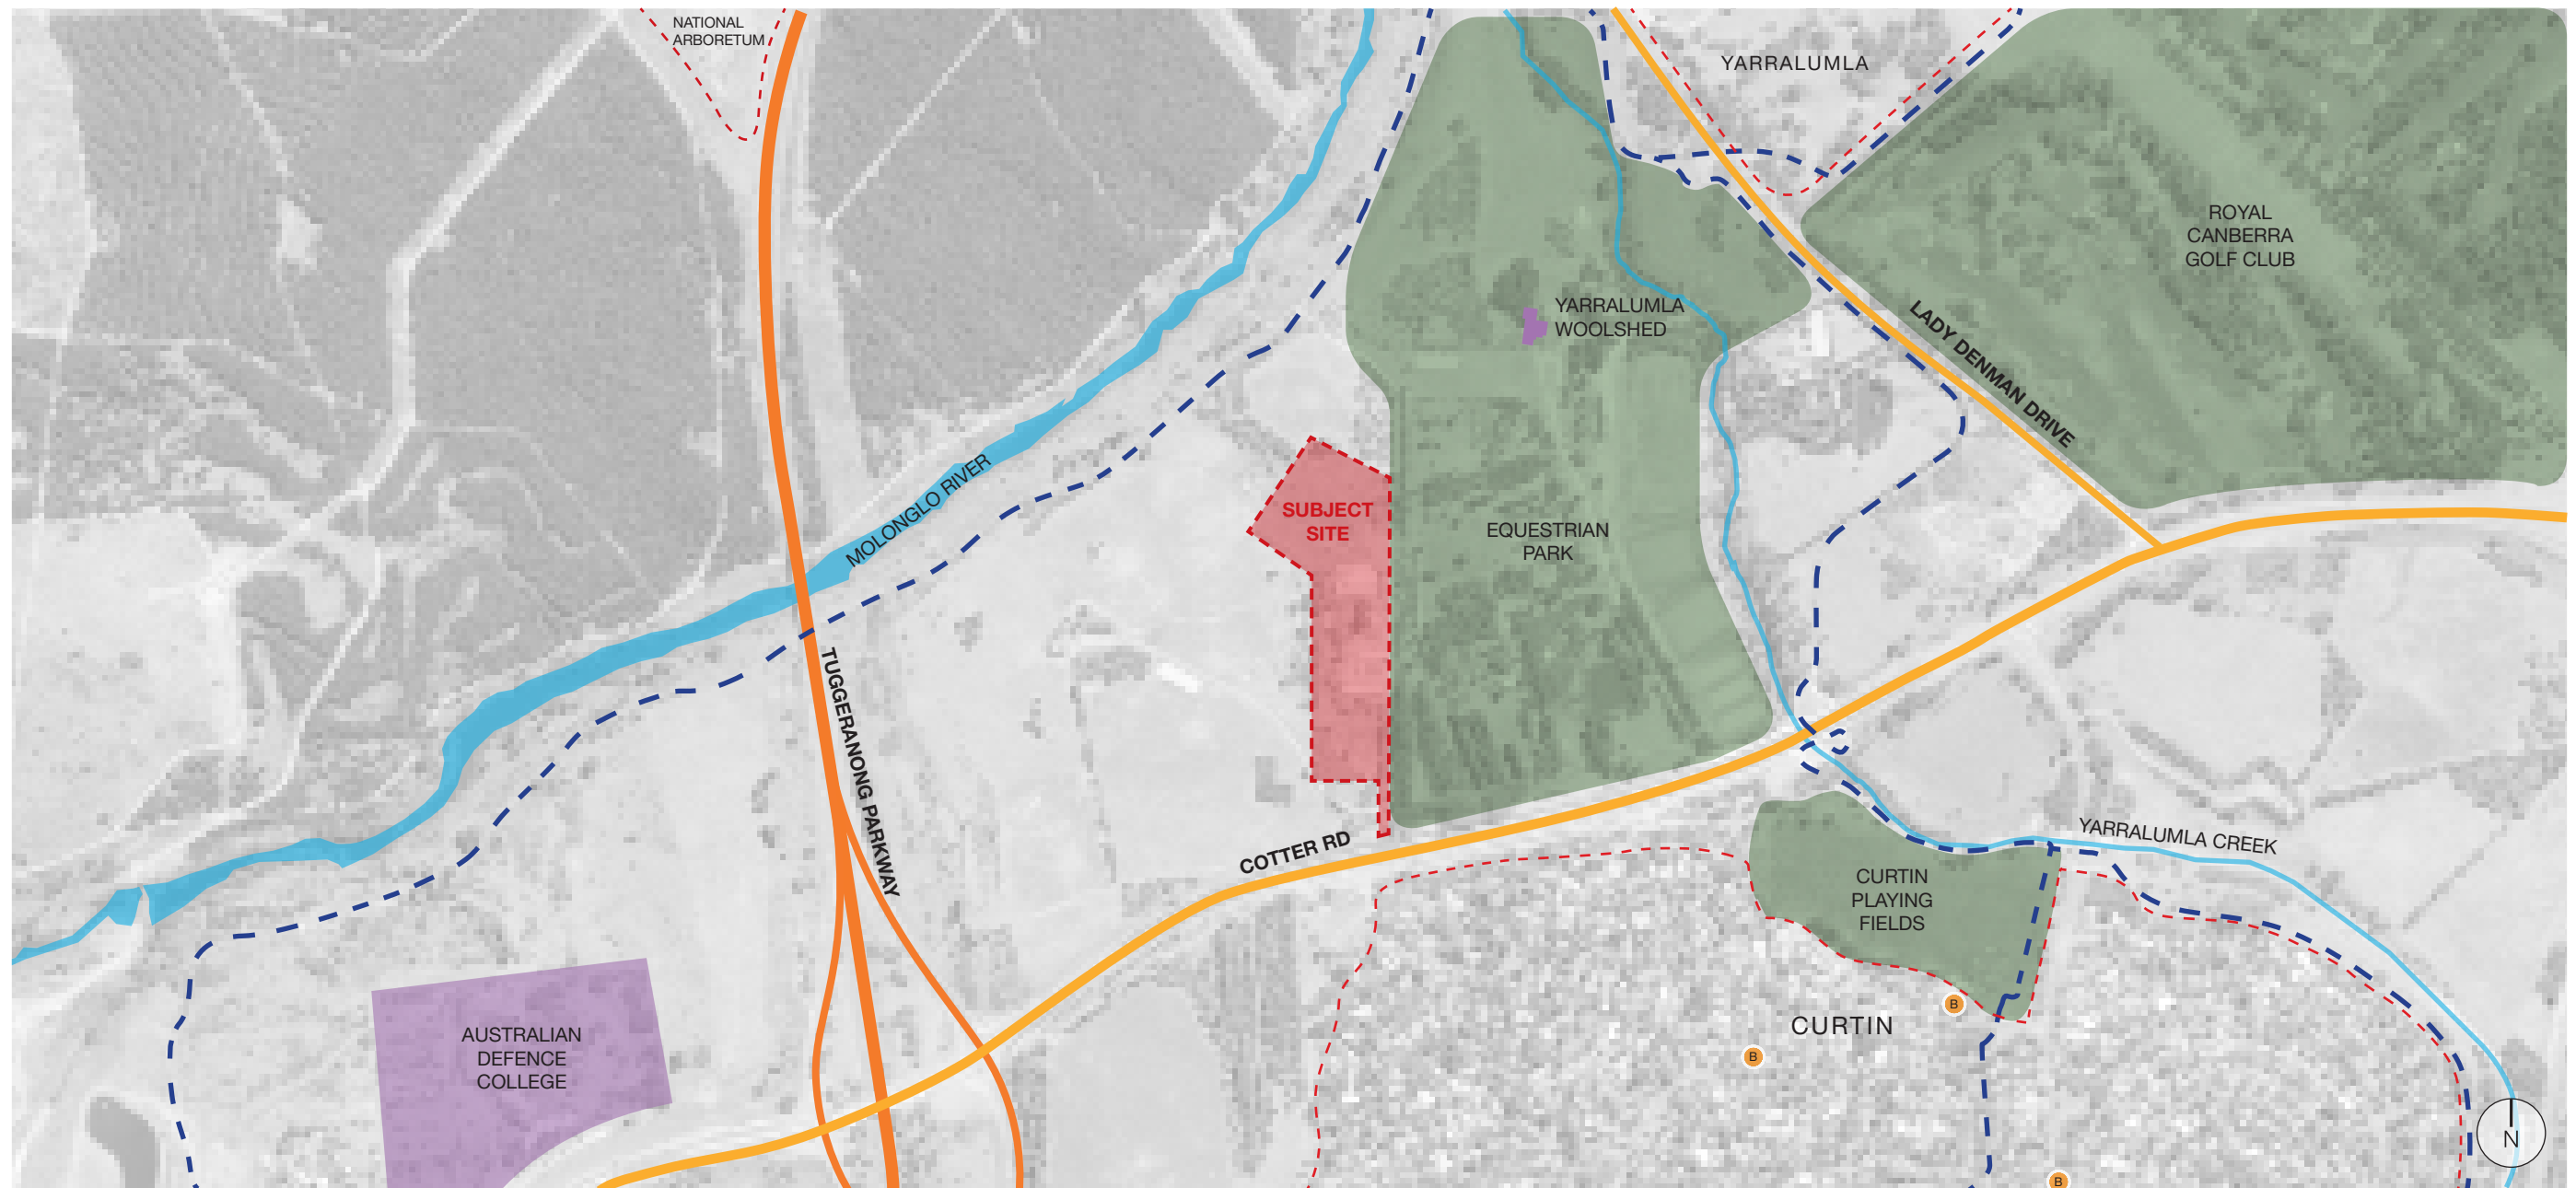 NATIONAL
ARBORETUM
YARRALUMLA
ROYAL
CANBERRA
GOLF CLUB
YARRALUMLA
WOOLSHED
LADY DENMAN DRIVE
MOLONGLO RIVER
SUBJECT
SITE
EQUESTRIAN
PARK
TUGGERANONG PARKWAY
COTTER RD
YARRALUMLA CREEK
CURTIN
PLAYING
FIELDS
B
CURTIN
B
AUSTRALIAN
DEFENCE
COLLEGE
N
B